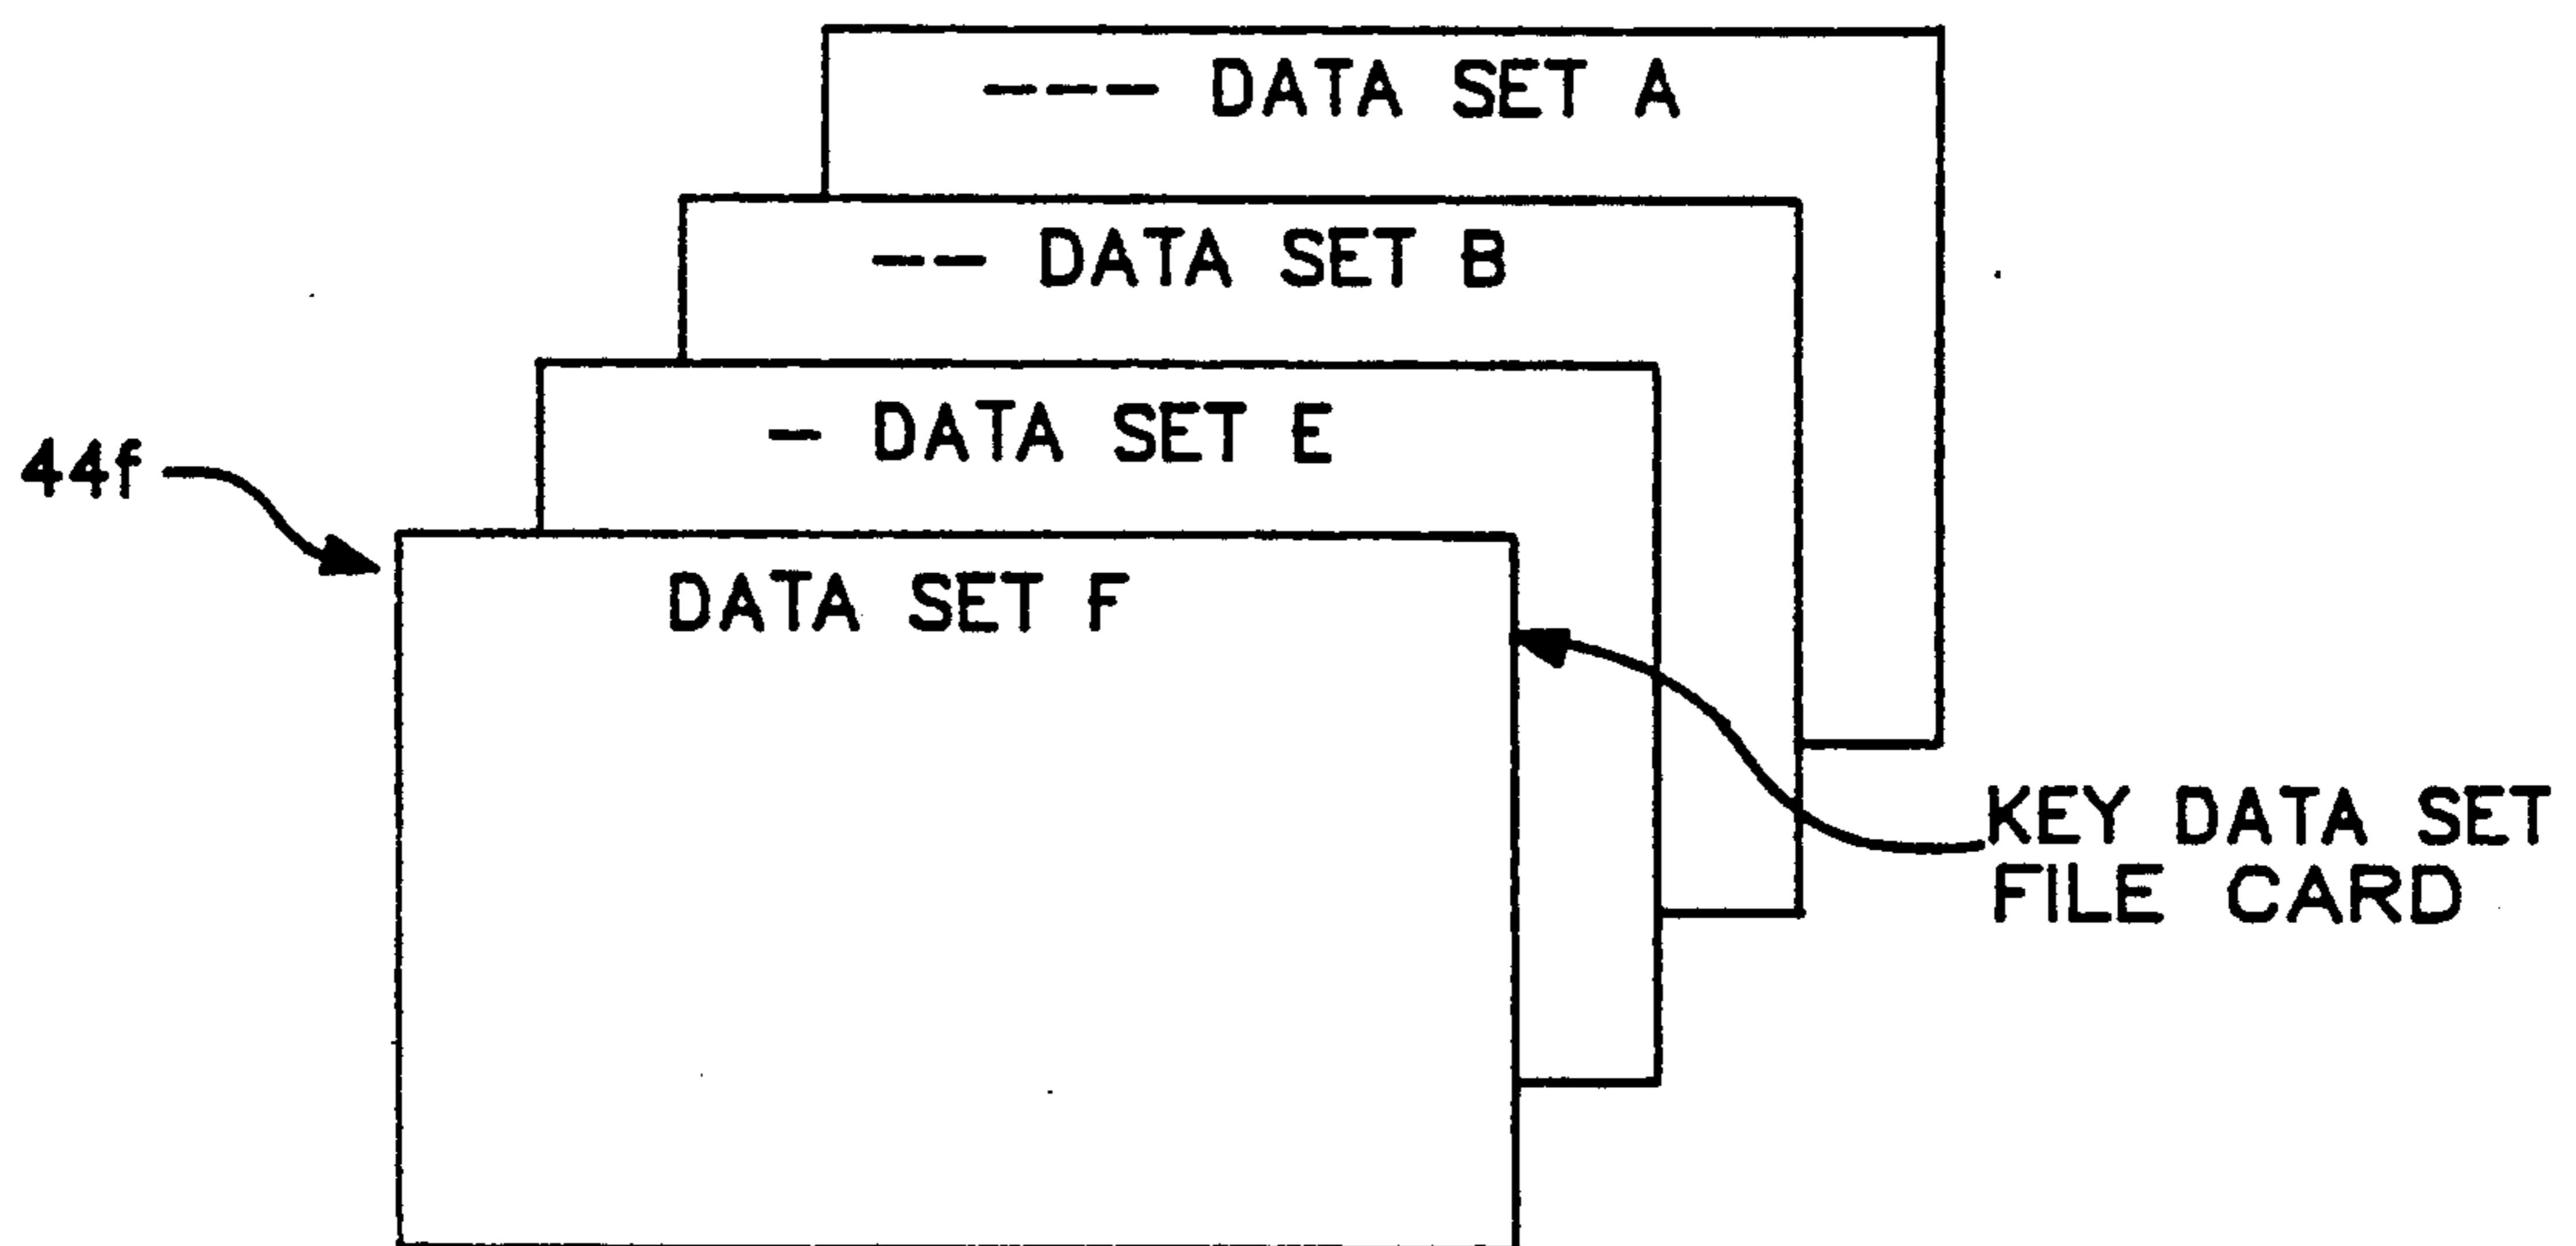 --- DATA SET A
-- DATA SET B
- DATA SET E
44f
DATA SET F
KEY DATA SET
FILE CARD